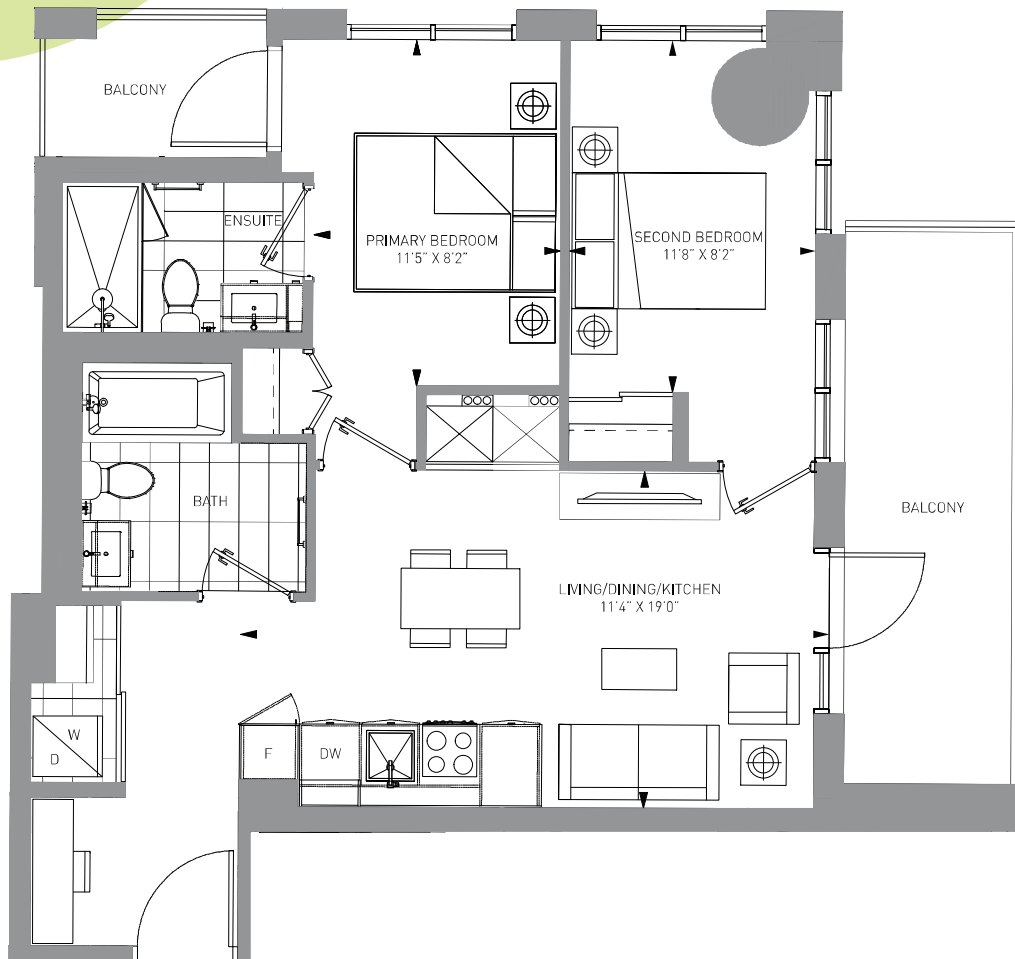 BALCONY
ENSUITE
PRIMARY BEDROOM
11'5" X 8'2"
SECOND BEDROOM
11'8" X 8'2"
BATH
BALCONY
LIVING/DINING/KITCHEN
11'4" X 19'0"
W
D
F
DW